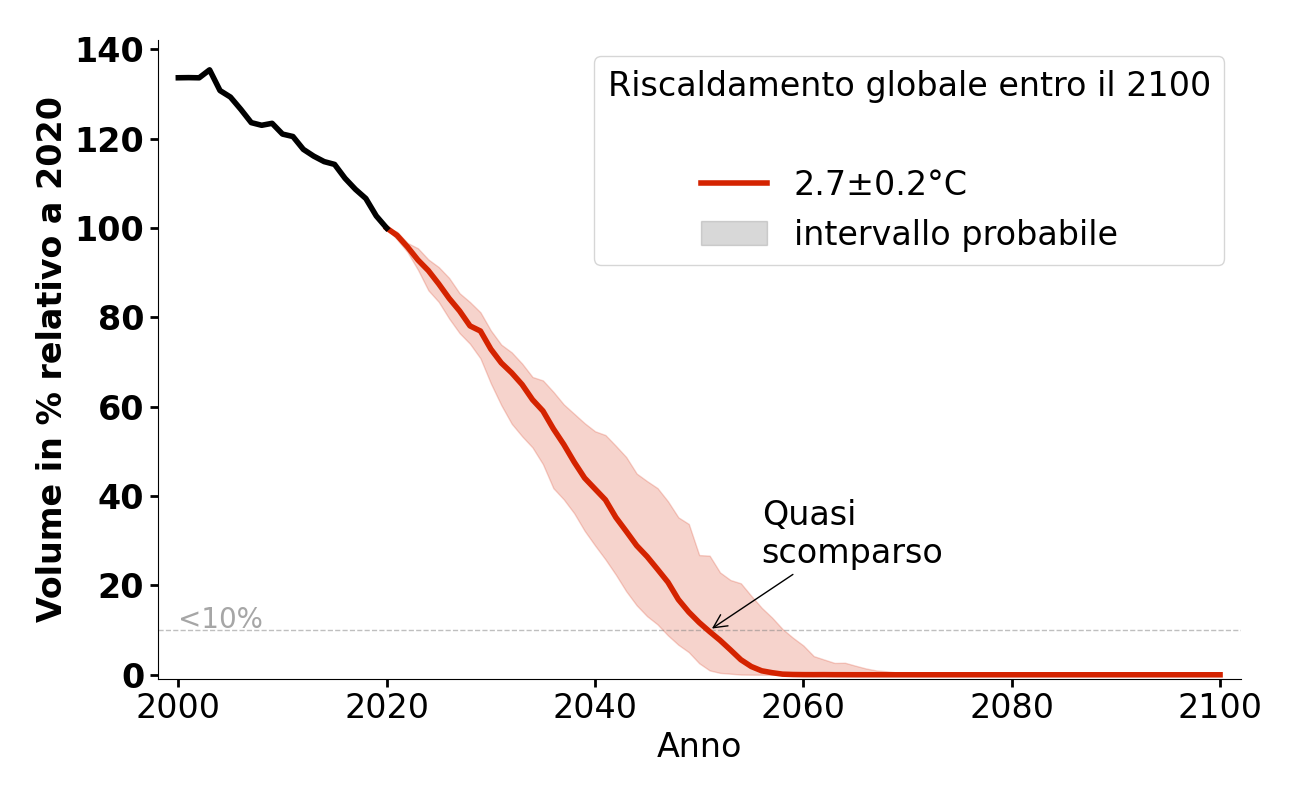 140
120
100
80
60
40
20
0
Volume in % relativo a 2020
Riscaldamento globale entro il 2100
2.7±0.2°C
intervallo probabile
Quasi
scomparso
<10%
2000 2020 2040 2060 2080 2100
Anno